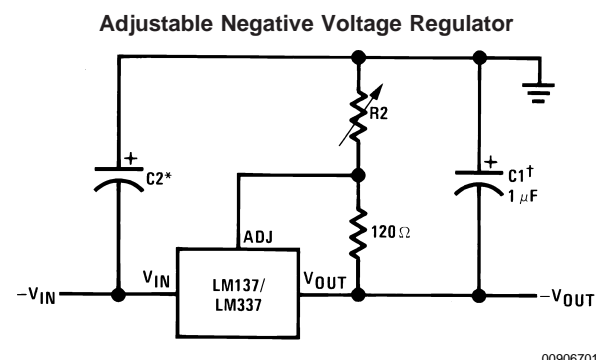 Adjustable Negative Voltage Regulator
R2
+
C2*
+
C1†
1 μF
ADJ
120 Ω
VIN
LM137/
LM337
VOUT
–VIN
–VOUT
00906701